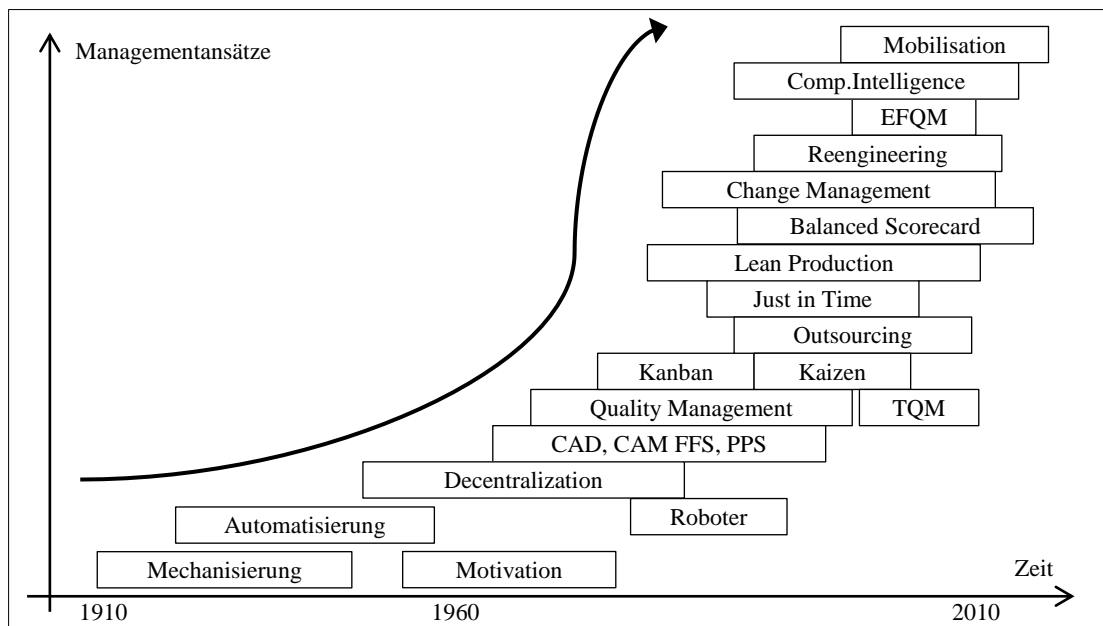 Managementansätze
Mobilisation
Comp.Intelligence
EFQM
Reengineering
Change Management
Balanced Scorecard
Lean Production
Just in Time
Outsourcing
Kanban
Kaizen
Quality Management
TQM
CAD, CAM FFS, PPS
Decentralization
Roboter
Automatisierung
Mechanisierung
Motivation
Zeit
1910
1960
2010